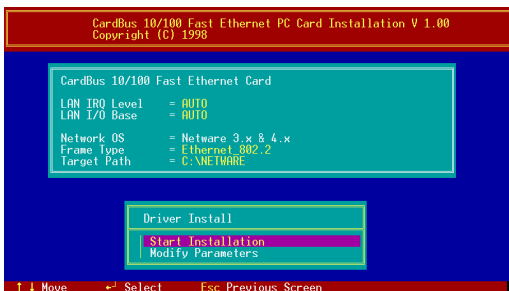 CardBus 10/100 Fast Ethernet PC Card Installation V 1.00
Copyright (C) 1998
CardBus 10/100 Fast Ethernet Card
LAN IRQ Level = AUTO
LAN I/O Base = AUTO
Network OS = Netware 3.x & 4.x
Frame Type = Ethernet_802.2
Target Path = C:\NETWARE
Driver Install
Start Installation
Modify Parameters
↑ ↓ Move ↵ Select Esc Previous Screen